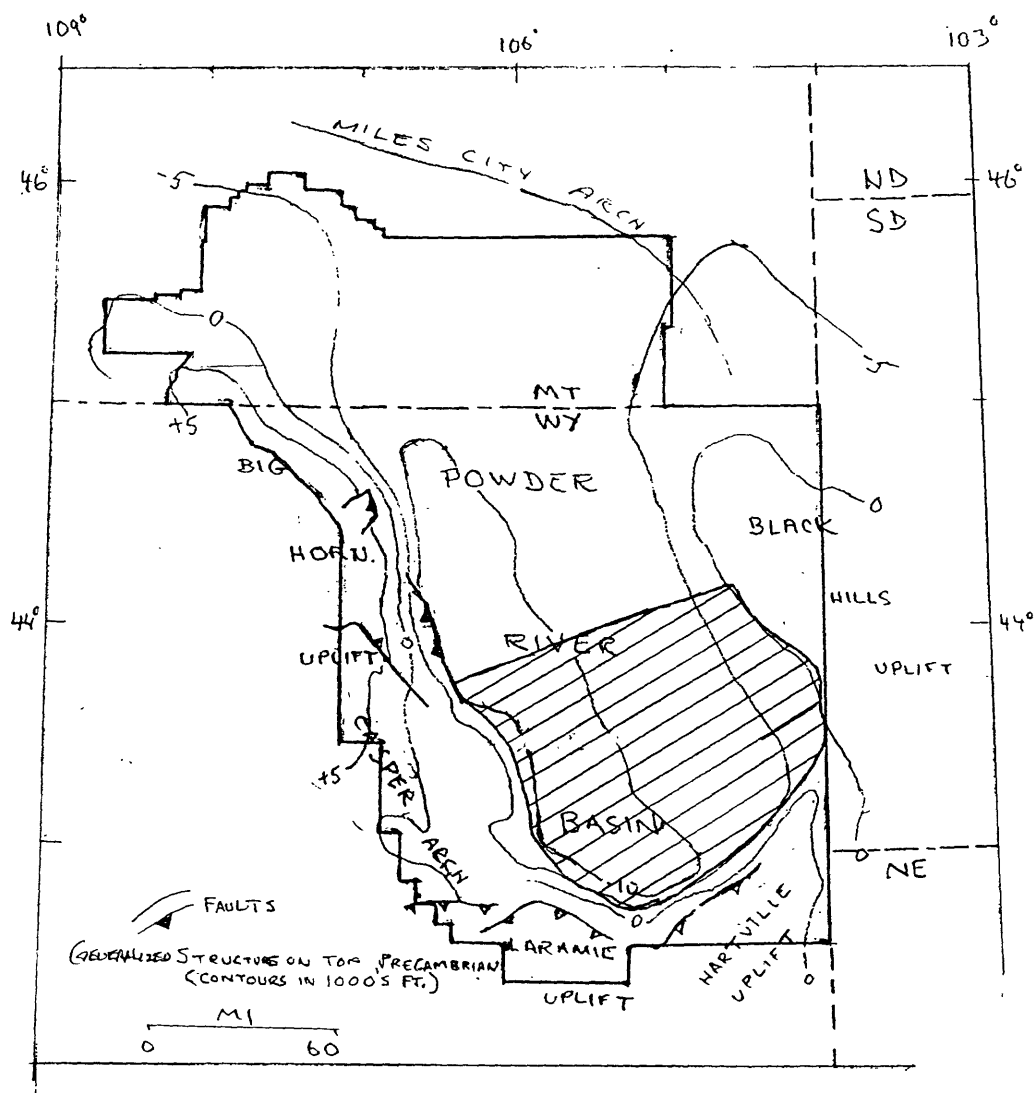 109°
106°
103°
MILES CITY ARCH
46°
-5
ND
46°
SD
0
-5
MT
+5
WY
BIG
POWDER
0
BLACK
HORN.
44°
HILLS
44°
0
RIVER
UPLIFT
UPLIFT
CASPER
+5
BASIN
ARCH
-10
0
NE
FAULTS
0
HARTVILLE
LARAMIE
(GENERALIZED STRUCTURE ON TOP PRECAMBRIAN
UPLIFT
0
(CONTOURS IN 1000'S FT.)
UPLIFT
MI
0 60